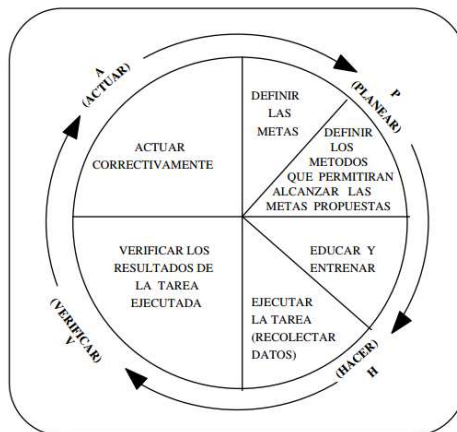 A
(ACTUAR)
P
(PLANEAR)
DEFINIR
LAS
METAS
DEFINIR
LOS
METODOS
QUE PERMITIRAN
ALCANZAR LAS
METAS PROPUESTAS
ACTUAR
CORRECTIVAMENTE
VERIFICAR LOS
RESULTADOS DE
LA TAREA
EJECUTADA
EDUCAR Y
ENTRENAR
EJECUTAR
LA TAREA
(RECOLECTAR
DATOS)
(VERIFICAR)
V
(HACER)
H